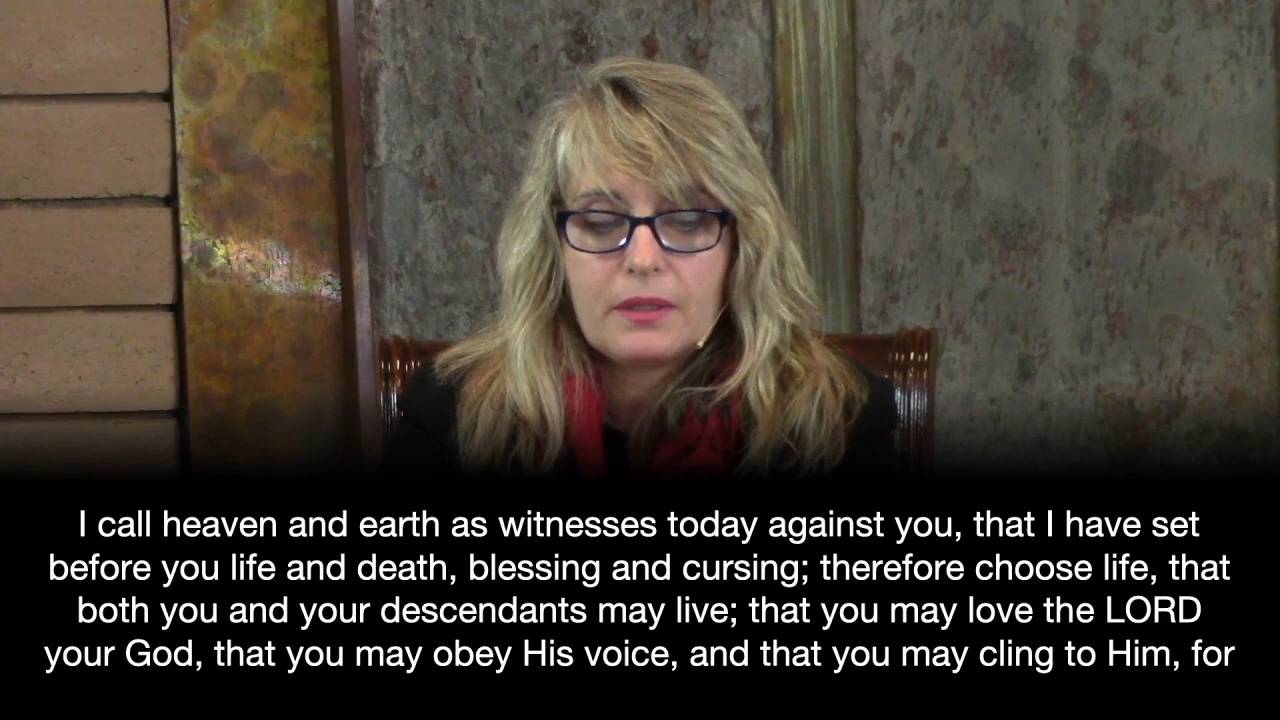 I call heaven and earth as witnesses today against you, that I have set
before you life and death, blessing and cursing; therefore choose life, that
both you and your descendants may live; that you may love the LORD
your God, that you may obey His voice, and that you may cling to Him, for